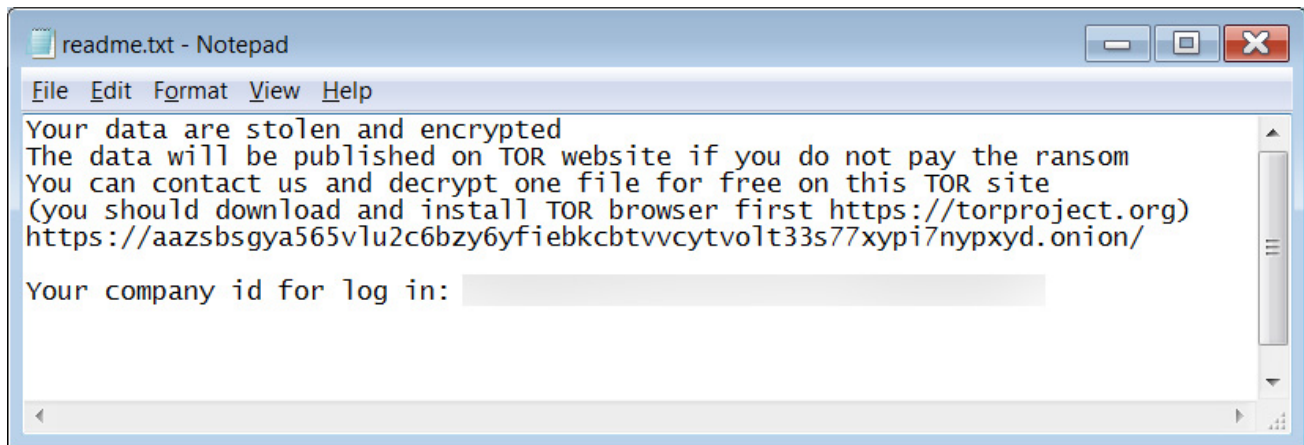 readme.txt - Notepad
File Edit Format View Help
Your data are stolen and encrypted
The data will be published on TOR website if you do not pay the ransom
You can contact us and decrypt one file for free on this TOR site
(you should download and install TOR browser first https://torproject.org)
https://aazsbsgya565vlu2c6bzy6yfiebkcbtvvcytvolt33s77xypi7nypxyd.onion/
Your company id for log in: